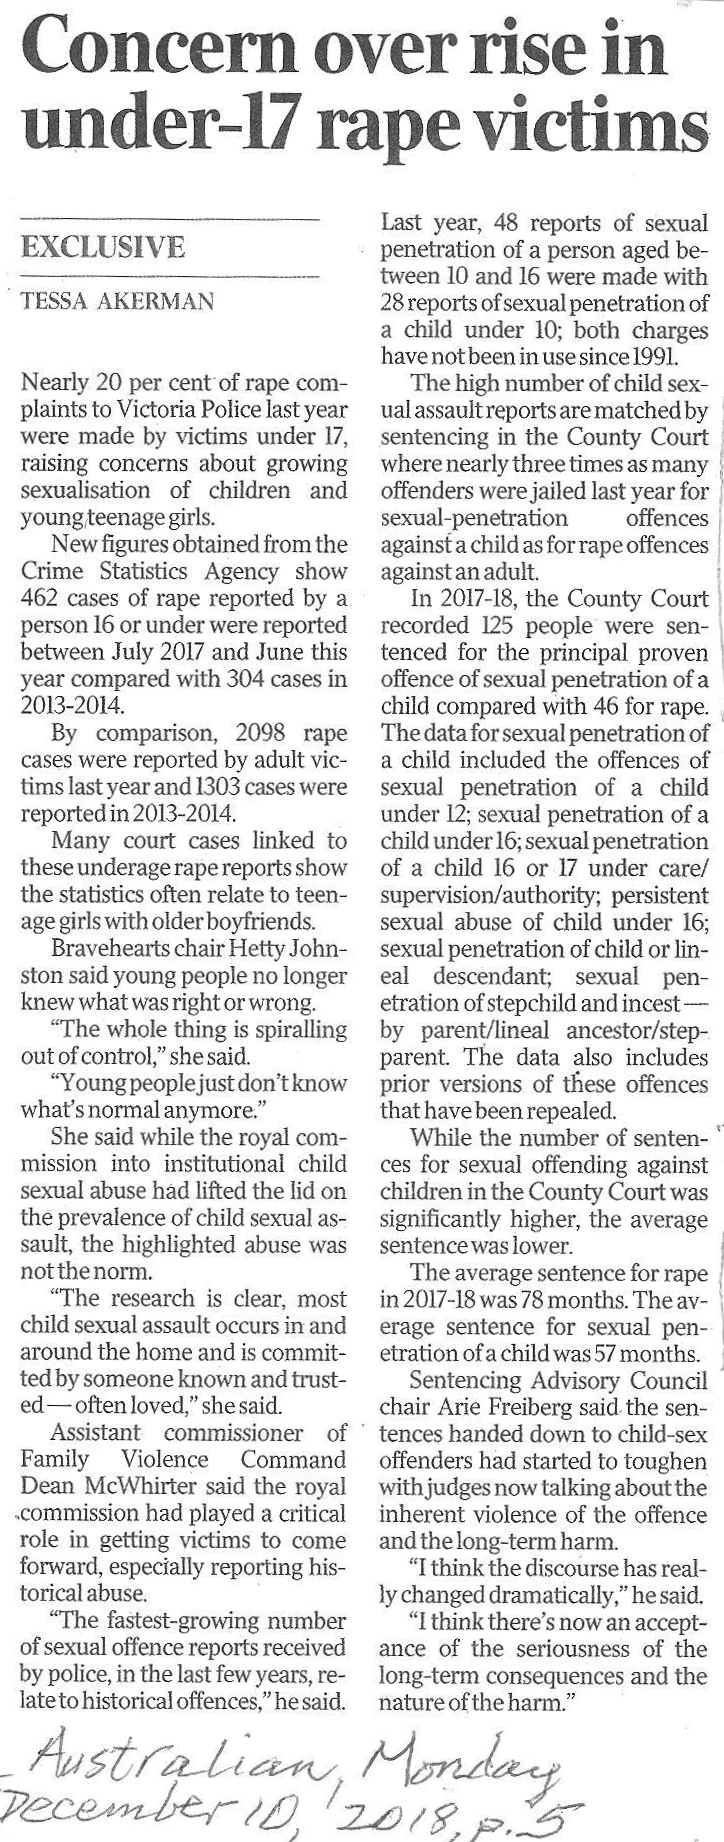 Concern over rise in
under-17 rape victims
EXCLUSIVE
TESSA AKERMAN
Nearly 20 per cent of rape com-
plaints to Victoria Police last year
were made by victims under 17,
raising concerns about growing
sexualisation of children and
young teenage girls.
New figures obtained from the
Crime Statistics Agency show
462 cases of rape reported by a
person 16 or under were reported
between July 2017 and June this
year compared with 304 cases in
2013-2014.
By comparison, 2098 rape
cases were reported by adult vic-
tims last year and 1303 cases were
reported in 2013-2014.
Many court cases linked to
these underage rape reports show
the statistics often relate to teen-
age girls with older boyfriends.
Bravehearts chair Hetty John-
ston said young people no longer
knew what was right or wrong.
“The whole thing is spiralling
out of control,” she said.
“Young people just don’t know
what’s normal anymore.”
She said while the royal com-
mission into institutional child
sexual abuse had lifted the lid on
the prevalence of child sexual as-
sault, the highlighted abuse was
not the norm.
“The research is clear, most
child sexual assault occurs in and
around the home and is commit-
ted by someone known and trust-
ed — often loved,” she said.
Assistant commissioner of
Family Violence Command
Dean McWhirter said the royal
commission had played a critical
role in getting victims to come
forward, especially reporting his-
torical abuse.
“The fastest-growing number
of sexual offence reports received
by police, in the last few years, re-
late to historical offences,” he said.
Last year, 48 reports of sexual
penetration of a person aged be-
tween 10 and 16 were made with
28 reports of sexual penetration of
a child under 10; both charges
have not been in use since 1991.
The high number of child sex-
ual assault reports are matched by
sentencing in the County Court
where nearly three times as many
offenders were jailed last year for
sexual-penetration offences
against a child as for rape offences
against an adult.
In 2017-18, the County Court
recorded 125 people were sen-
tenced for the principal proven
offence of sexual penetration of a
child compared with 46 for rape.
The data for sexual penetration of
a child included the offences of
sexual penetration of a child
under 12; sexual penetration of a
child under 16; sexual penetration
of a child 16 or 17 under care/
supervision/authority; persistent
sexual abuse of child under 16;
sexual penetration of child or lin-
eal descendant; sexual pen-
etration of stepchild and incest —
by parent/lineal ancestor/step-
parent. The data also includes
prior versions of these offences
that have been repealed.
While the number of senten-
ces for sexual offending against
children in the County Court was
significantly higher, the average
sentence was lower.
The average sentence for rape
in 2017-18 was 78 months. The av-
erage sentence for sexual pen-
etration of a child was 57 months.
Sentencing Advisory Council
chair Arie Freiberg said the sen-
tences handed down to child-sex
offenders had started to toughen
with judges now talking about the
inherent violence of the offence
and the long-term harm.
“I think the discourse has real-
ly changed dramatically,” he said.
“I think there’s now an accept-
ance of the seriousness of the
long-term consequences and the
nature of the harm.”
Australian, Monday
December 10, 2018, p. 5